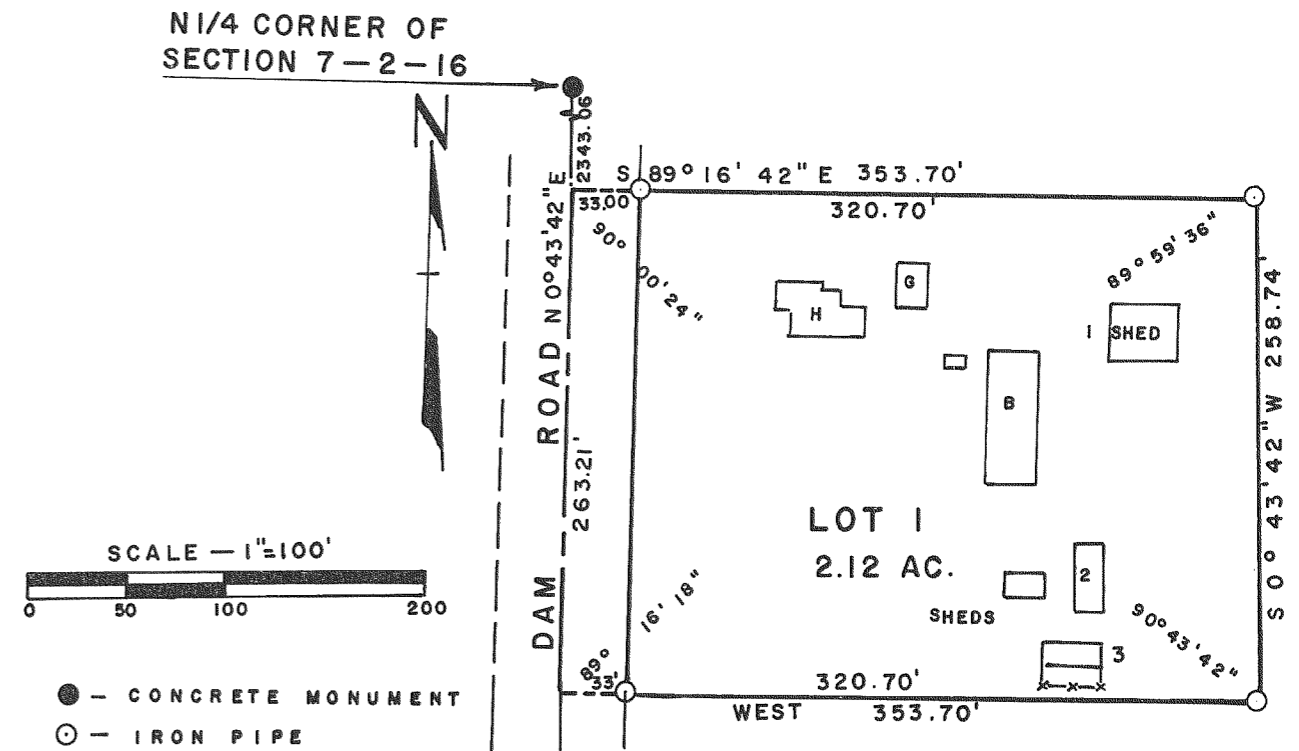 N 1/4 CORNER OF
SECTION 7 — 2 — 16
N
2343.06
S 89° 16' 42" E 353.70'
33.00
320.70'
90° 00' 24"
89° 59' 36"
G
H
1 SHED
B
DAM ROAD N 0° 43' 42" E
263.21'
S 0° 43' 42" W 258.74'
LOT 1
2.12 AC.
SCALE — 1"=100'
0 50 100 200
2
SHEDS
3
89° 16' 18"
90° 43' 42"
33'
320.70'
WEST 353.70'
— CONCRETE MONUMENT
— IRON PIPE